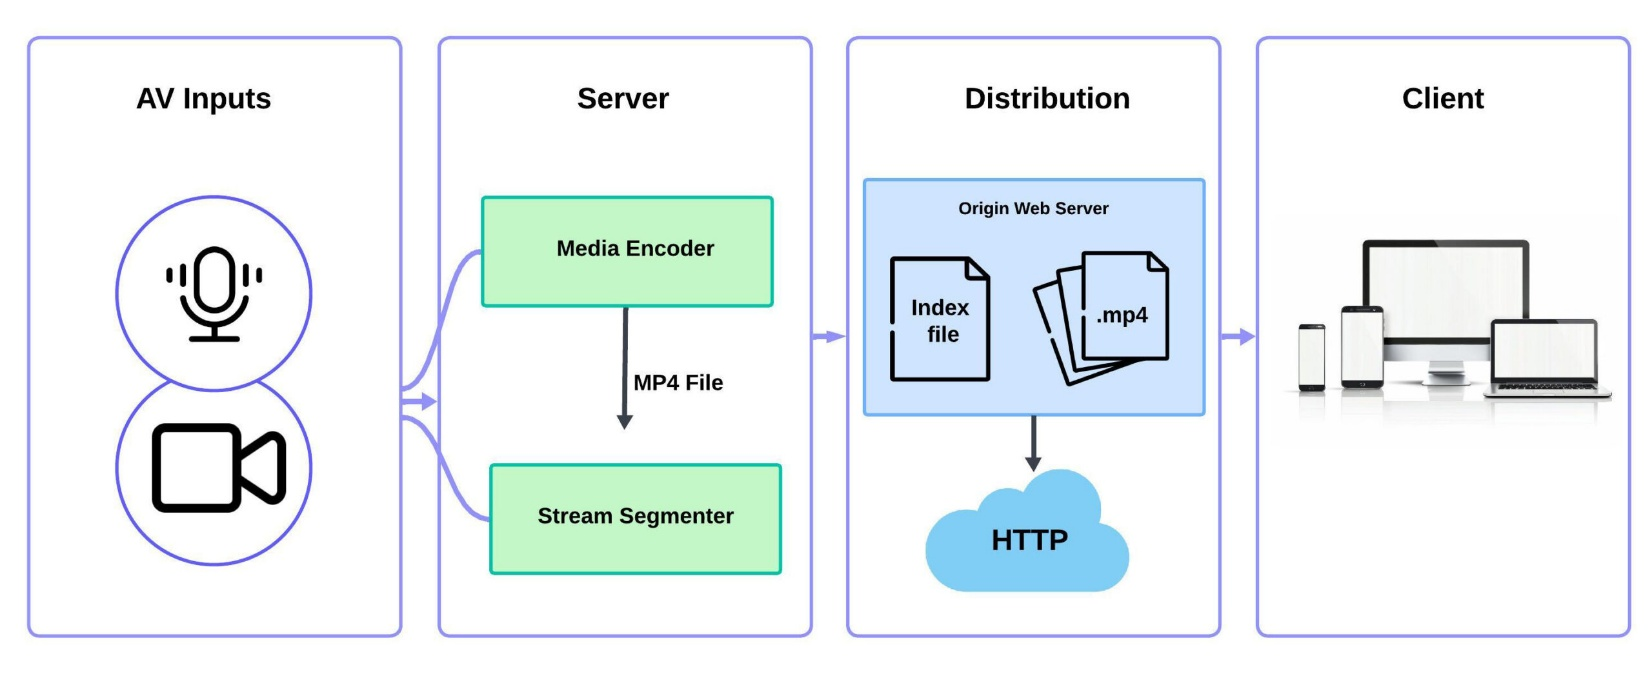 AV Inputs
Server
Distribution
Client
Media Encoder
MP4 File
Stream Segmenter
Origin Web Server
Index
file
.mp4
HTTP